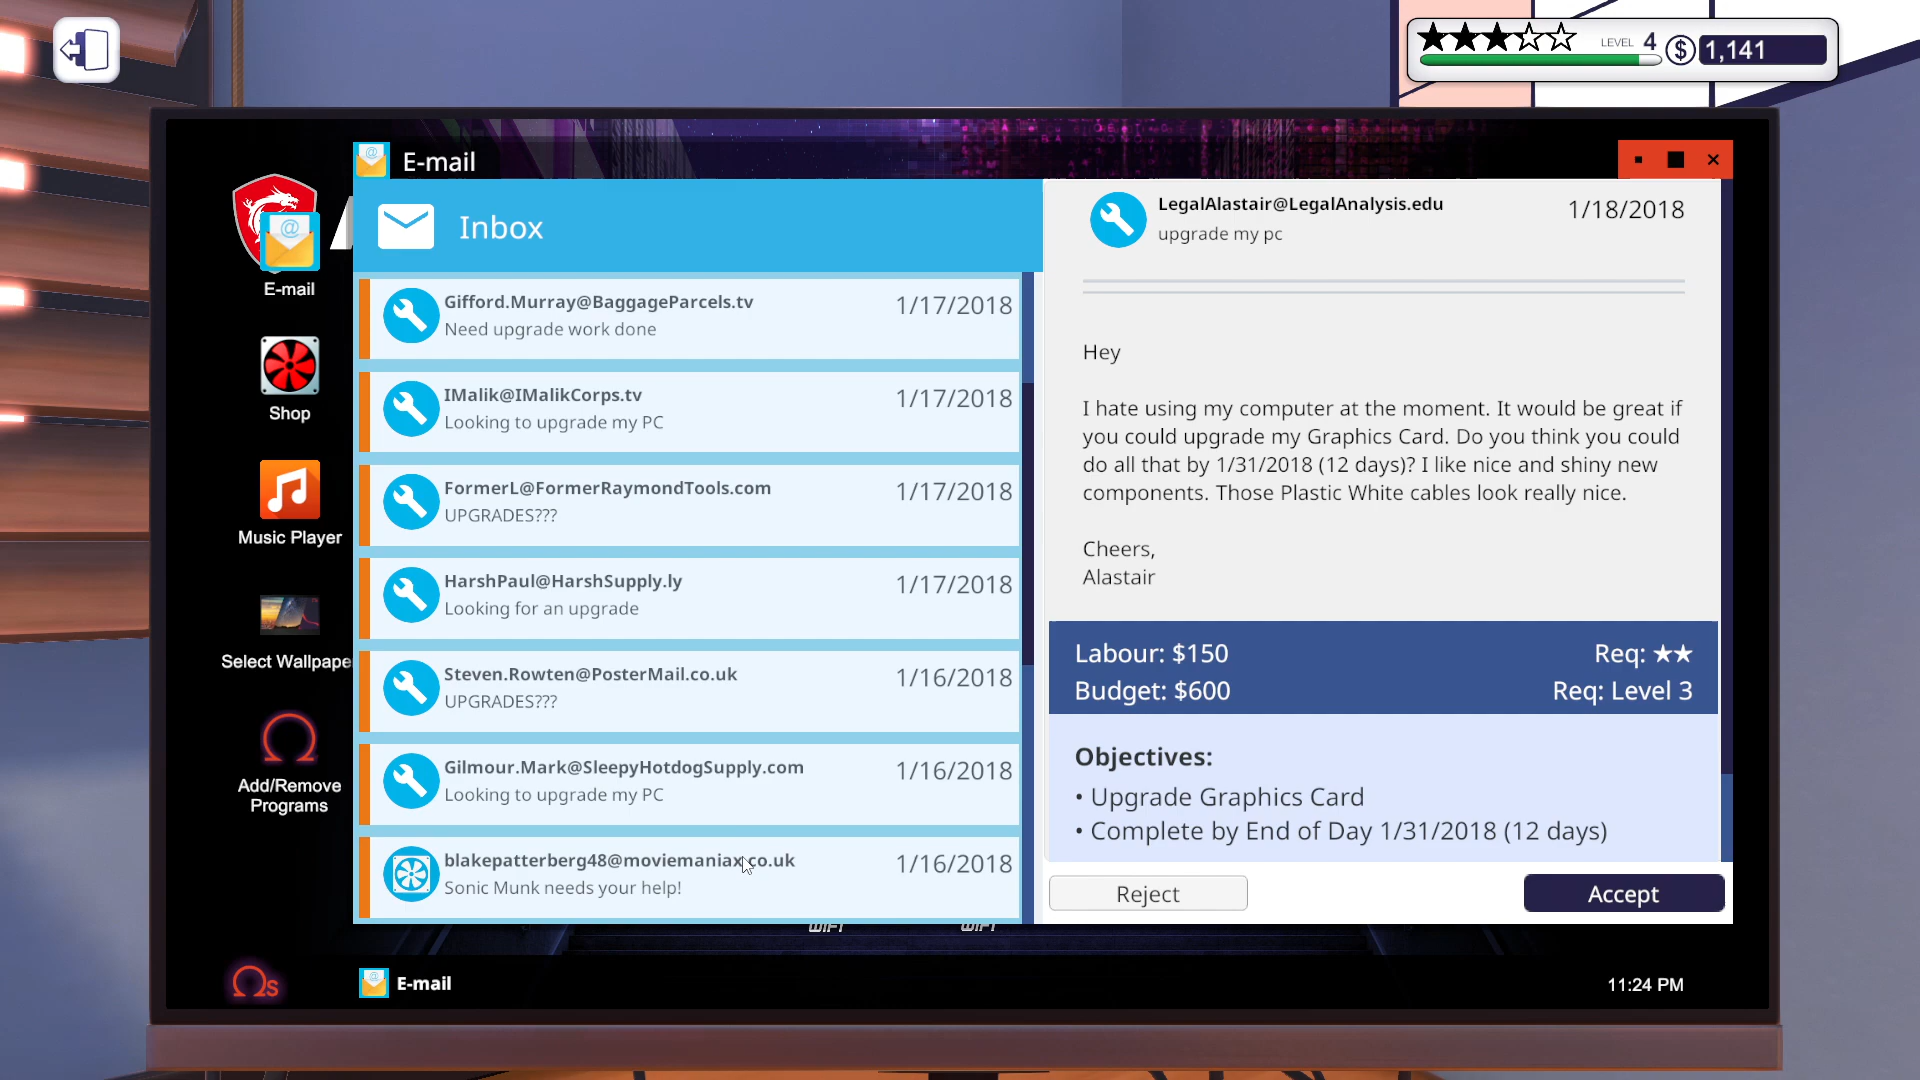 LEVEL 4 $ 1,141
E-mail
Inbox
E-mail
Shop
Music Player
Select Wallpape
Add/Remove
Programs
Gifford.Murray@BaggageParcels.tv 1/17/2018
Need upgrade work done
IMalik@IMalikCorps.tv 1/17/2018
Looking to upgrade my PC
FormerL@FormerRaymondTools.com 1/17/2018
UPGRADES???
HarshPaul@HarshSupply.ly 1/17/2018
Looking for an upgrade
Steven.Rowten@PosterMail.co.uk 1/16/2018
UPGRADES???
Gilmour.Mark@SleepyHotdogSupply.com 1/16/2018
Looking to upgrade my PC
blakepatterberg48@moviemaniax.co.uk 1/16/2018
Sonic Munk needs your help!
LegalAlastair@LegalAnalysis.edu 1/18/2018
upgrade my pc
Hey
I hate using my computer at the moment. It would be great if
you could upgrade my Graphics Card. Do you think you could
do all that by 1/31/2018 (12 days)? I like nice and shiny new
components. Those Plastic White cables look really nice.
Cheers,
Alastair
Labour: $150 Req: ★★
Budget: $600 Req: Level 3
Objectives:
• Upgrade Graphics Card
• Complete by End of Day 1/31/2018 (12 days)
Reject Accept
WiFi WiFi
Ωs E-mail 11:24 PM